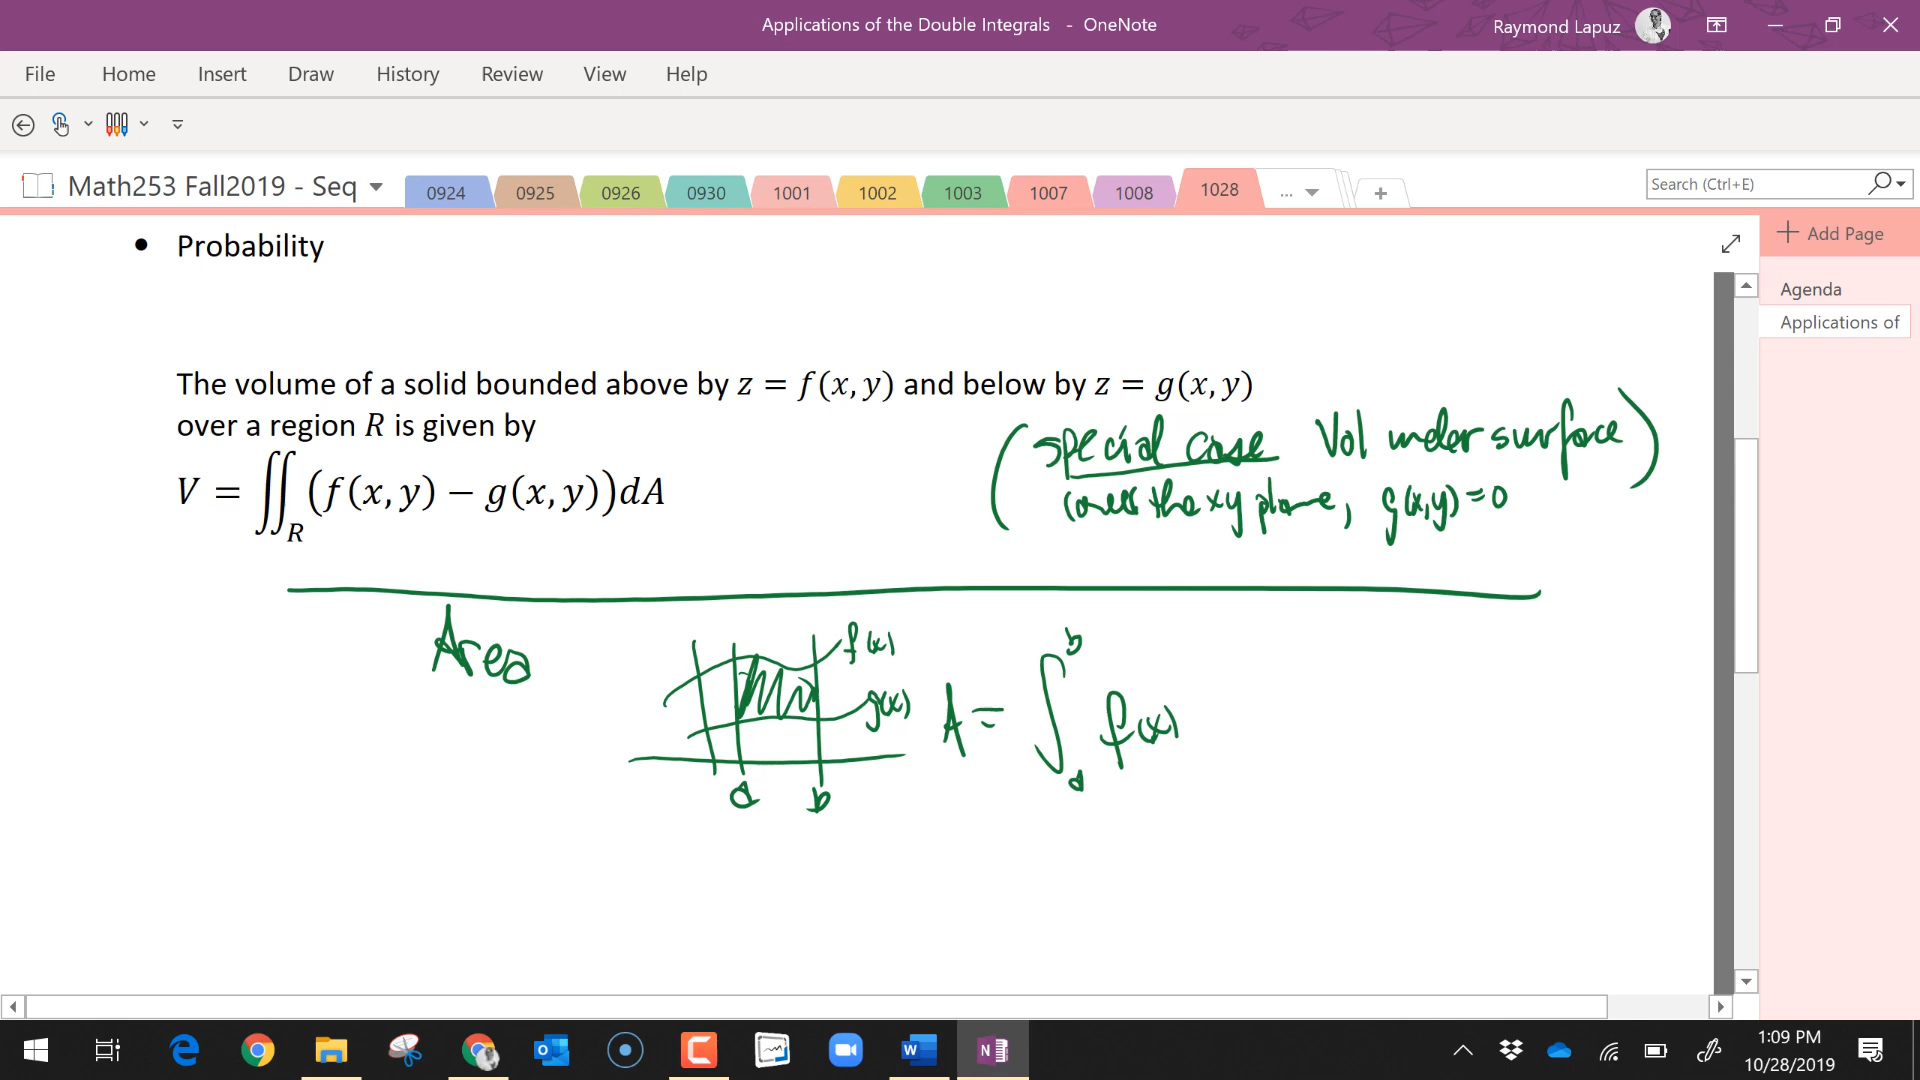 Applications of the Double Integrals - OneNote
Raymond Lapuz
File Home Insert Draw History Review View Help
Math253 Fall2019 - Seq
0924 0925 0926 0930 1001 1002 1003 1007 1008 1028 ... +
Search (Ctrl+E)
Add Page
Agenda
Applications of
• Probability
The volume of a solid bounded above by z = f(x, y) and below by z = g(x, y)
over a region R is given by
V = ∬_R (f(x, y) − g(x, y))dA
(special case Vol under surface)
over the xy plane, g(x,y)=0
Area
f(x)
g(x)
a b
A = ∫_a^b f(x)
1:09 PM
10/28/2019